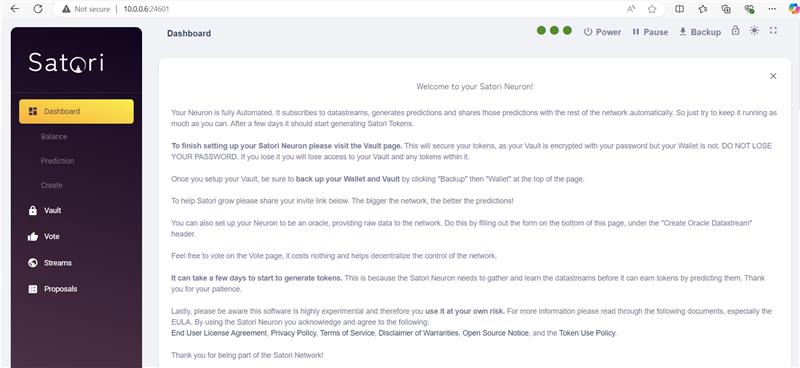 Not secure | 10.0.0.6:24601
Satori
Dashboard
Power
Pause
Backup
Dashboard
Balance
Prediction
Create
Vault
Vote
Streams
Proposals
Welcome to your Satori Neuron!
Your Neuron is fully Automated. It subscribes to datastreams, generates predictions and shares those predictions with the rest of the network automatically. So just try to keep it running as
much as you can. After a few days it should start generating Satori Tokens.
To finish setting up your Satori Neuron please visit the Vault page. This will secure your tokens, as your Vault is encrypted with your password but your Wallet is not. DO NOT LOSE
YOUR PASSWORD. If you lose it you will lose access to your Vault and any tokens within it.
Once you setup your Vault, be sure to back up your Wallet and Vault by clicking "Backup" then "Wallet" at the top of the page.
To help Satori grow please share your invite link below. The bigger the network, the better the predictions!
You can also set up your Neuron to be an oracle, providing raw data to the network. Do this by filling out the form on the bottom of this page, under the "Create Oracle Datastream"
header.
Feel free to vote on the Vote page, it costs nothing and helps decentralize the control of the network.
It can take a few days to start to generate tokens. This is because the Satori Neuron needs to gather and learn the datastreams before it can earn tokens by predicting them. Thank
you for your patience.
Lastly, please be aware this software is highly experimental and therefore you use it at your own risk. For more information please read through the following documents, especially the
EULA. By using the Satori Neuron you acknowledge and agree to the following:
End User License Agreement, Privacy Policy, Terms of Service, Disclaimer of Warranties, Open Source Notice, and the Token Use Policy.
Thank you for being part of the Satori Network!